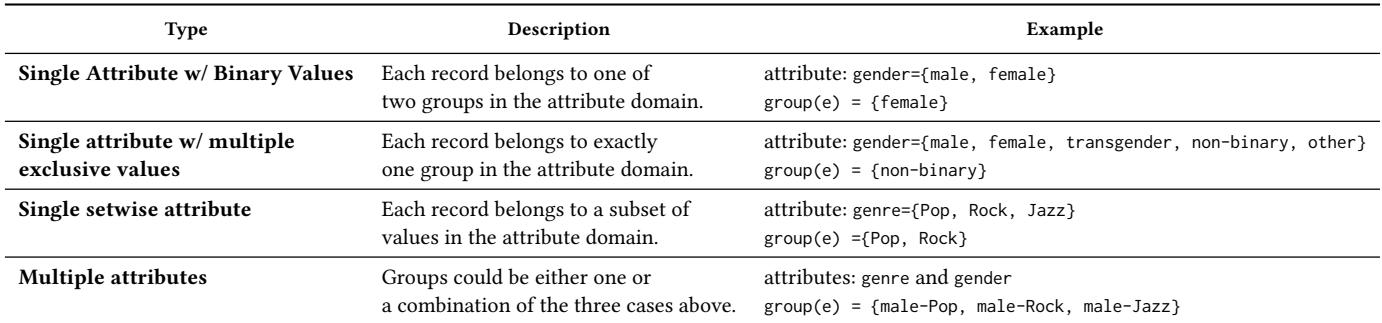 Type Description Example
Single Attribute w/ Binary Values Each record belongs to one of attribute: gender={male, female}
two groups in the attribute domain. group(e) = {female}
Single attribute w/ multiple Each record belongs to exactly attribute: gender={male, female, transgender, non-binary, other}
exclusive values one group in the attribute domain. group(e) = {non-binary}
Single setwise attribute Each record belongs to a subset of attribute: genre={Pop, Rock, Jazz}
values in the attribute domain. group(e) ={Pop, Rock}
Multiple attributes Groups could be either one or attributes: genre and gender
a combination of the three cases above. group(e) = {male-Pop, male-Rock, male-Jazz}